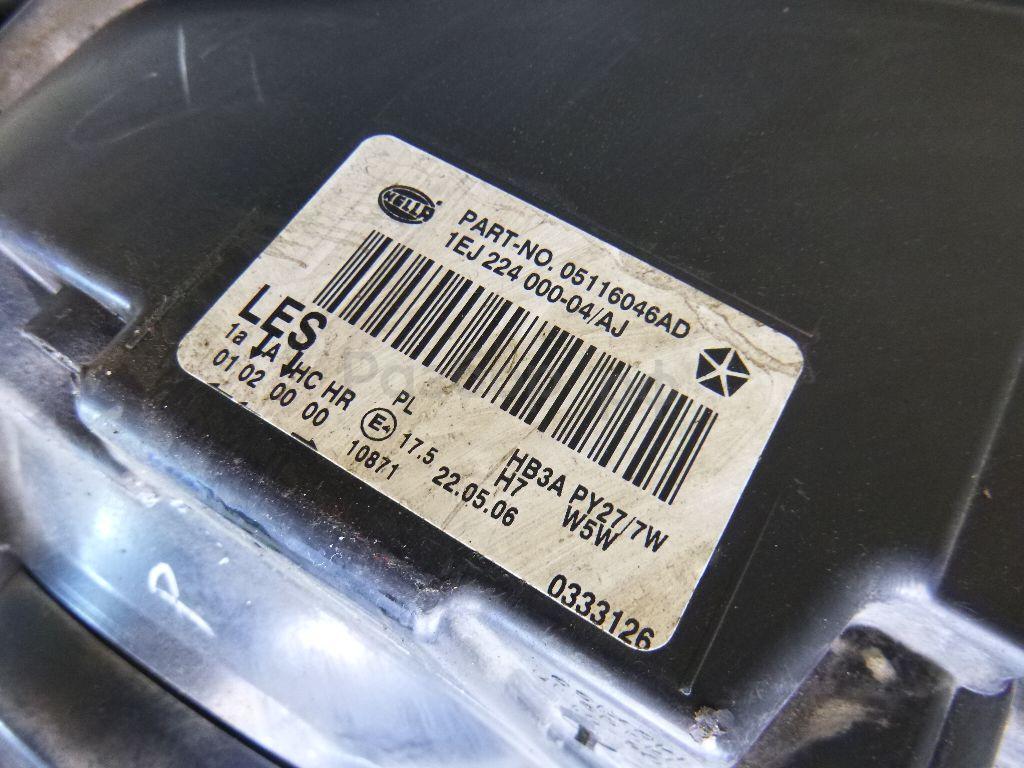 HELLA
PART-NO. 05116046AD
1EJ 224 000-04/AJ
LES
1a 1A HC HR PL
01 02 00 00
E4
17.5
10871
22.05.06
HB3A PY27/7W
H7 W5W
0333126